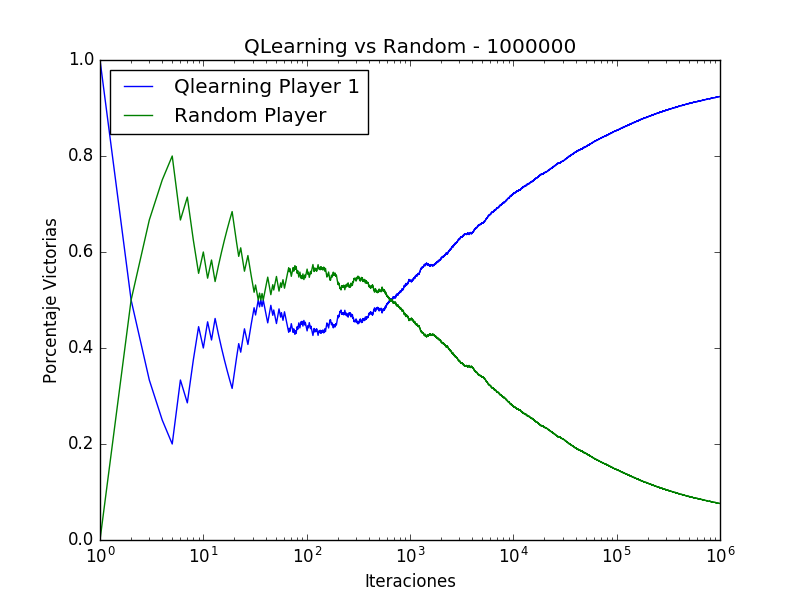 QLearning vs Random - 1000000
Qlearning Player 1
Random Player
Porcentaje Victorias
1.0
0.8
0.6
0.4
0.2
0.0
10^0 10^1 10^2 10^3 10^4 10^5 10^6
Iteraciones